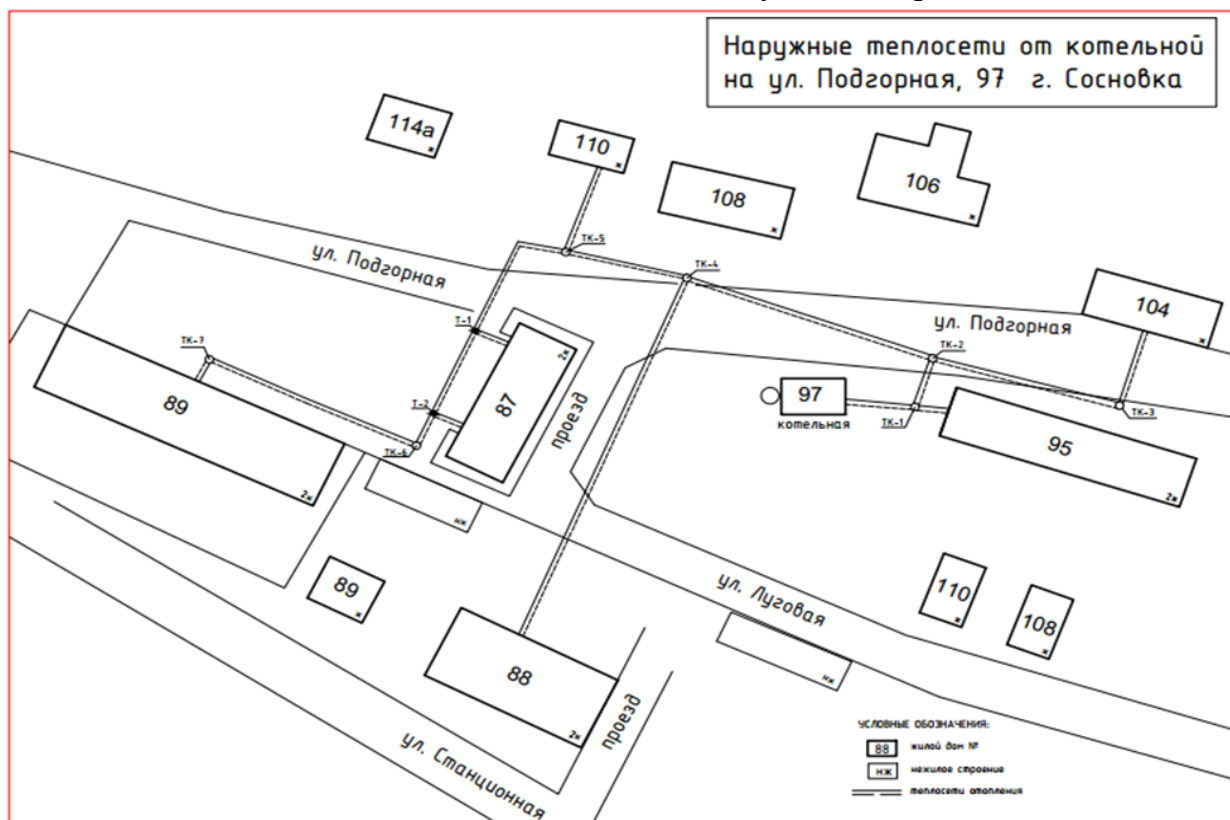 Наружные теплосети от котельной
на ул. Подгорная, 97 г. Сосновка
114а
ж
110
ж
108
ж
106
ж
ТК-5
ТК-4
ул. Подгорная
104
ж
ул. Подгорная
Т-1
ТК-7
ТК-2
2ж
87
проезд
97
котельная
ТК-1
ТК-3
89
2ж
Т-2
ТК-6
95
2ж
нж
89
ж
ул. Луговая
110
ж
108
ж
88
2ж
проезд
нж
ул. Станционная
УСЛОВНЫЕ ОБОЗНАЧЕНИЯ:
88 жилой дом №
нж нежилое строение
теплосети отопления